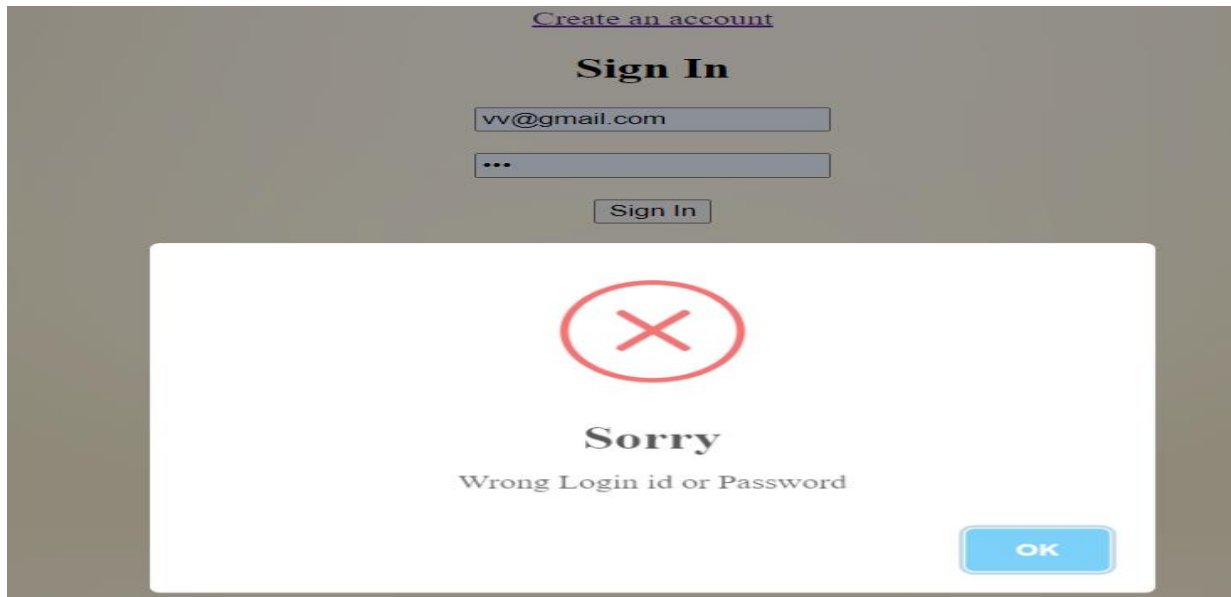 Create an account
Sign In
vv@gmail.com
•••
Sign In
Sorry
Wrong Login id or Password
OK